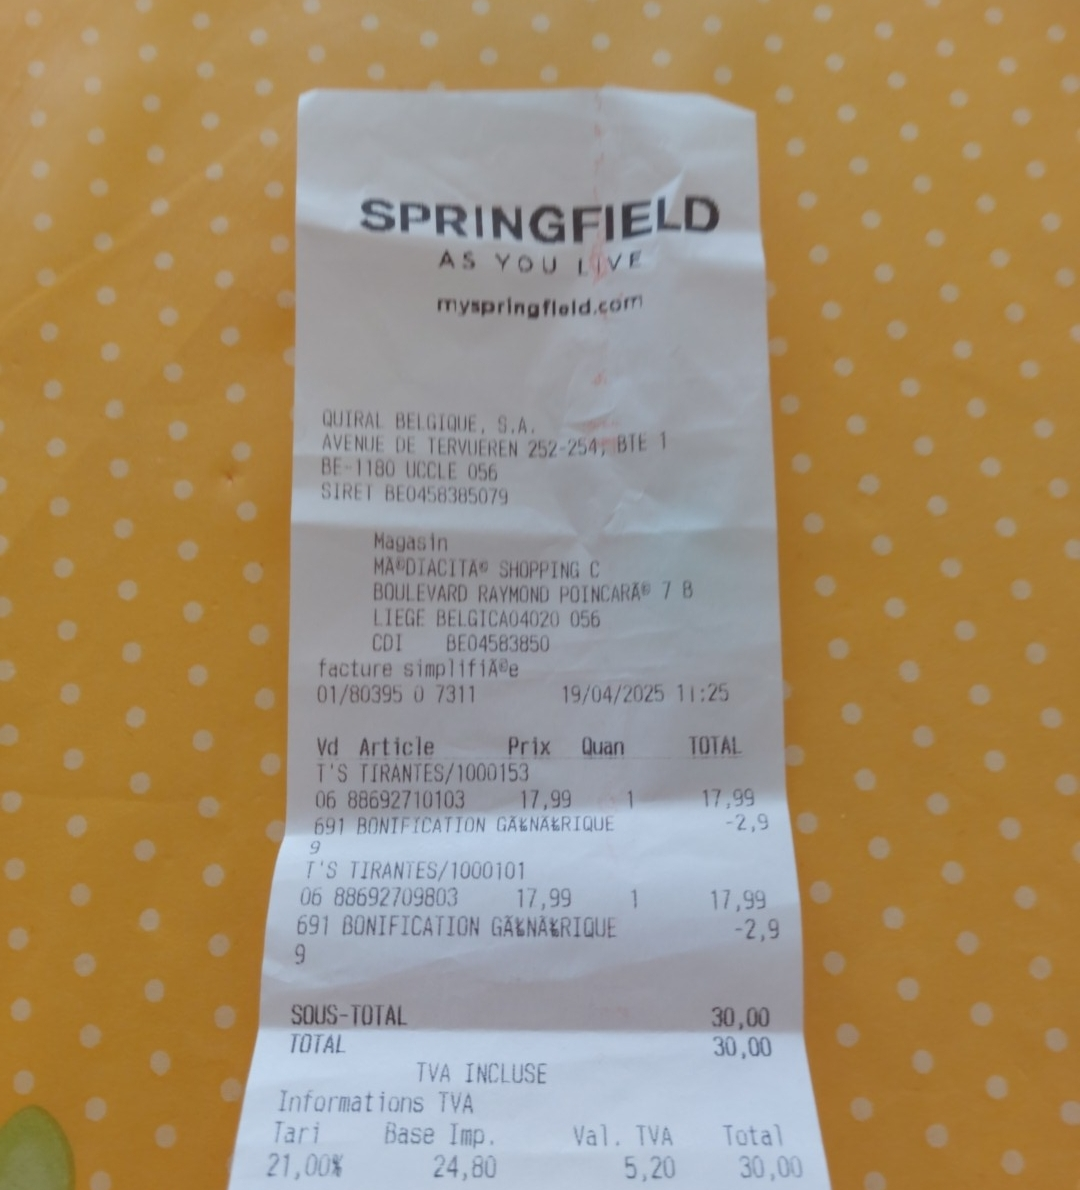 SPRINGFIELD
AS YOU LIVE
myspringfield.com
QUIRAL BELGIQUE, S.A.
AVENUE DE TERVUEREN 252-254, BTE 1
BE-1180 UCCLE 056
SIRET BE0458385079
Magasin
MÃ©DIACITÃ© SHOPPING C
BOULEVARD RAYMOND POINCARÃ© 7 B
LIEGE BELGICA04020 056
CDI BE04583850
facture simplifiÃ©e
01/80395 0 7311 19/04/2025 11:25
Vd Article Prix Quan TOTAL
T'S TIRANTES/1000153
06 88692710103 17,99 1 17,99
691 BONIFICATION GÃ‰NÃ‰RIQUE -2,9
9
T'S TIRANTES/1000101
06 88692709803 17,99 1 17,99
691 BONIFICATION GÃ‰NÃ‰RIQUE -2,9
9
SOUS-TOTAL 30,00
TOTAL 30,00
TVA INCLUSE
Informations TVA
Tari Base Imp. Val. TVA Total
21,00% 24,80 5,20 30,00